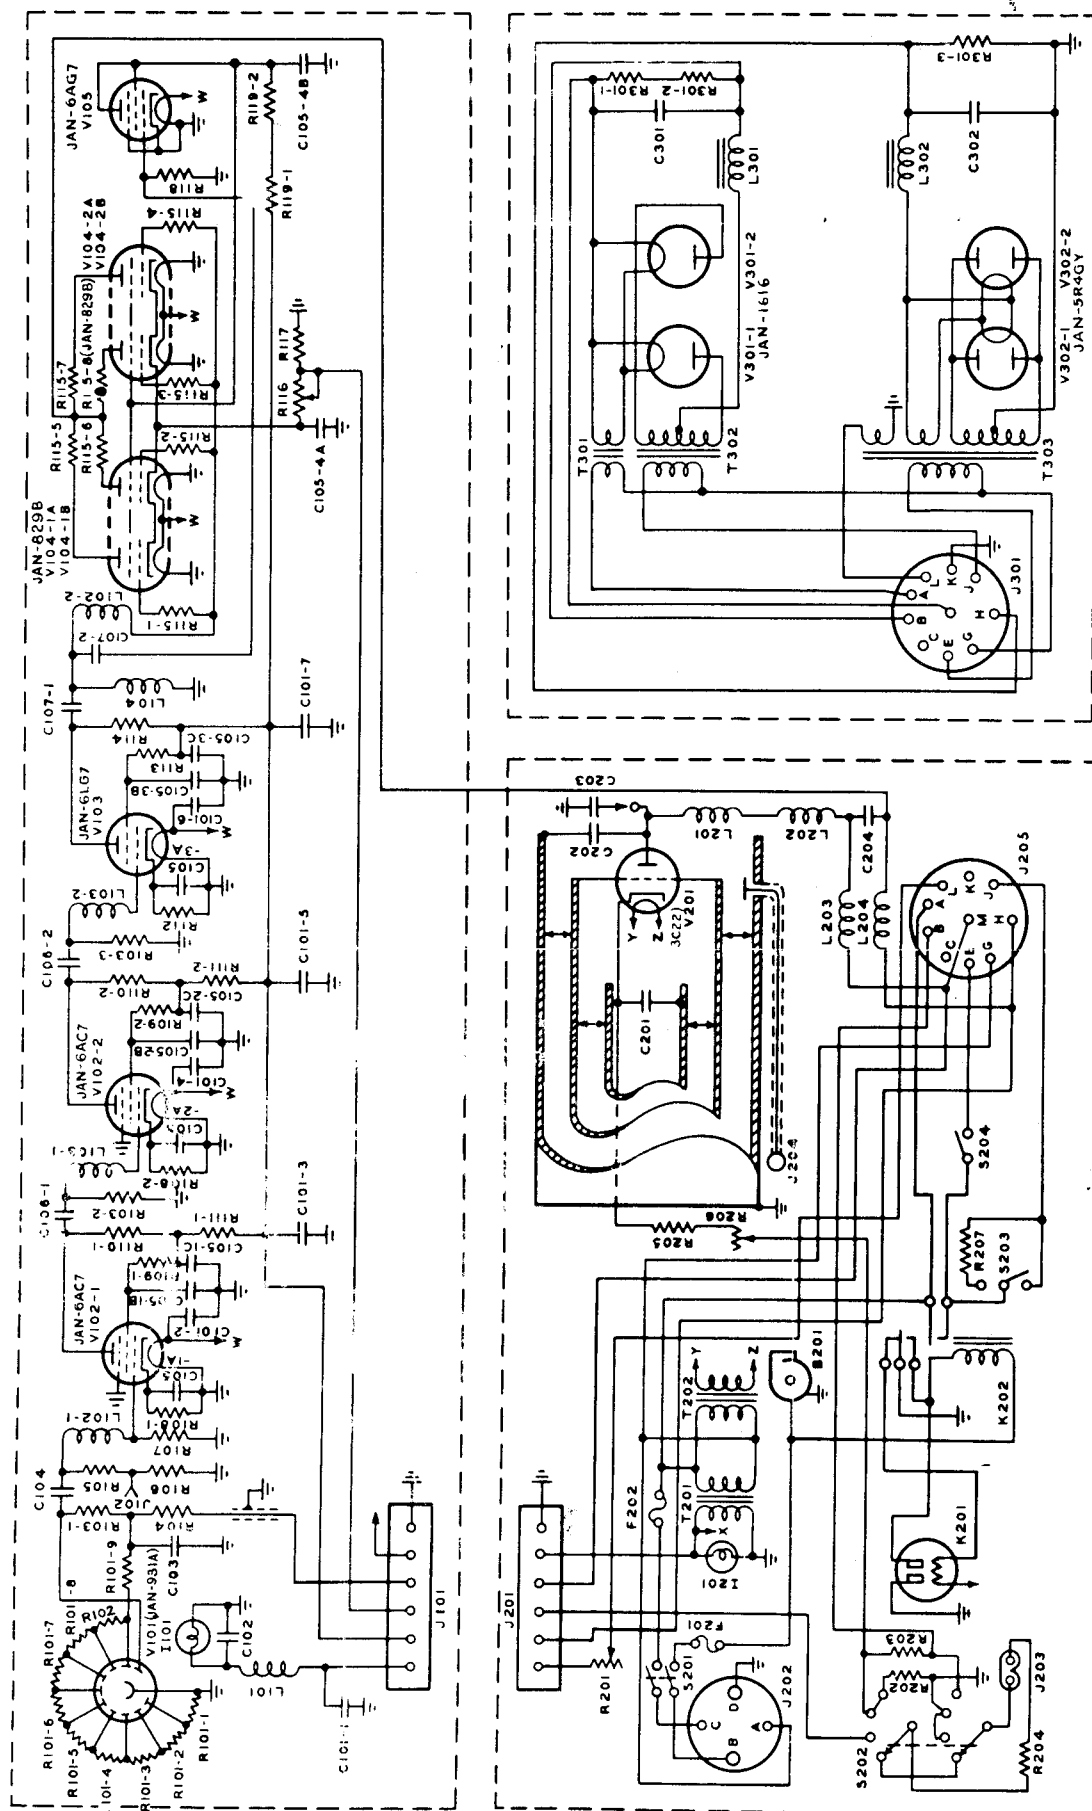 JAN-6AG7
V105
R118
R119-2
C105-4B
R119-1
R115-4
V104-2A
V104-2B
(JAN-829B)
R115-7
R115-3
R115-5
R115-6
R115-2
R117
R116
C105-4A
JAN-829B
V104-1A
V104-1B
L102-2
C107-2
R115-1
C107-1
L104
R114
C101-7
R113
C105-3C
C105-3B
C101-6
V103
C105
-3A
R112
L103-2
C106-2
R103-3
R110-2
R111-2
C101-5
JAN-6AC7
V102-2
R109-2
C105-2C
C105-2B
C101-4
C105
-2A
R108-2
L103-1
C106-1
R103-2
R110-1
R111-1
C101-3
JAN-6AC7
V102-1
R109-1
C105-1C
C105-1B
C101-2
C105
-1A
R108-1
L102-1
R107
C104
R105
R106
J102
R103-1
R104
R101-9
C103
V101(JAN-931A)
I101
C102
L101
C101-1
R102
R101-8
R101-7
R101-6
R101-5
R101-4
R101-3
R101-2
R101-1
J101
W
W
W
W
W
W
R301-3
R301-1
R301-2
C301
L301
L302
C302
V301-2
V301-1
JAN-1616
V302-2
V302-1
JAN-5R4GY
T301
T302
T303
J301
A
B
C
E
G
H
J
K
L
C203
C202
L201
L202
C204
L203
L204
J205
A
B
C
E
G
H
J
K
L
M
3C22
V201
Y
Z
C201
J204
R205
R206
S204
R207
S203
K202
K201
B201
T202
Y
Z
T201
X
I201
F202
F201
S201
J201
R201
J202
A
B
C
D
R203
R202
S202
J203
R204